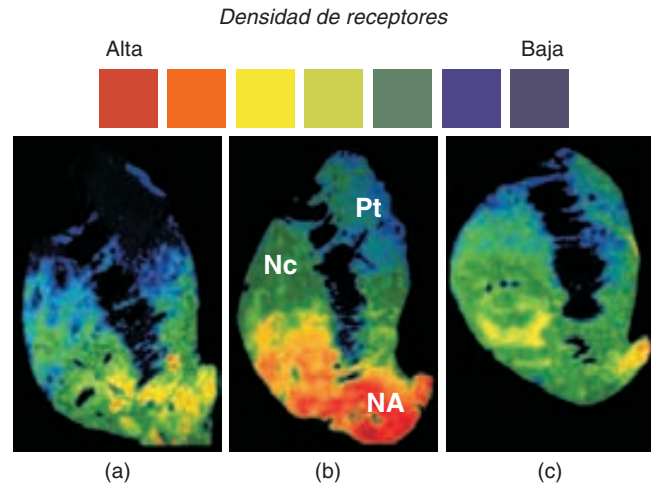 Densidad de receptores
Alta Baja
Pt
Nc
NA
(a) (b) (c)